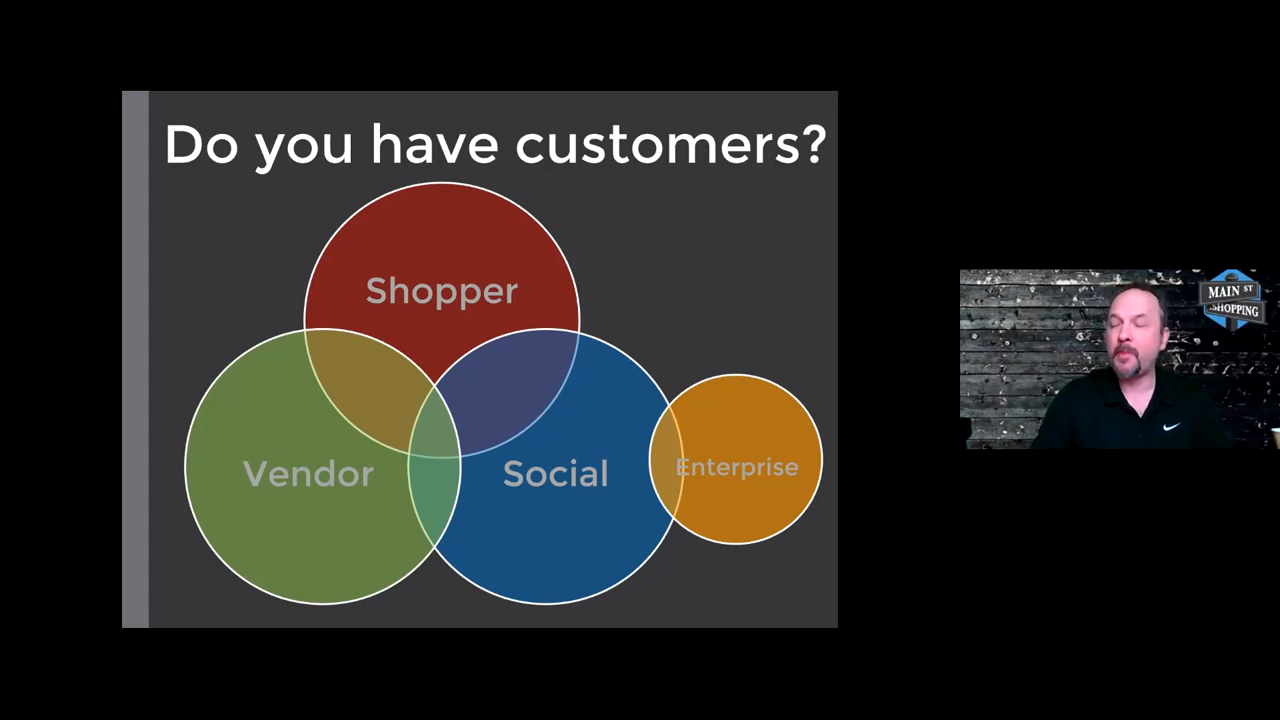 Do you have customers?
Shopper
Vendor
Social
Enterprise
MAIN ST
SHOPPING